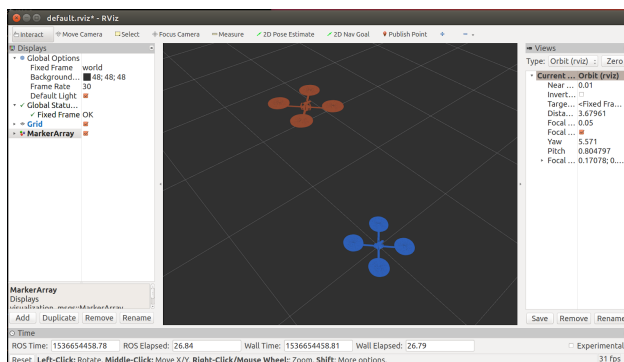 default.rviz* - RViz
Interact Move Camera Select Focus Camera Measure 2D Pose Estimate 2D Nav Goal Publish Point
Displays
Global Options
Fixed Frame world
Background... 48; 48; 48
Frame Rate 30
Default Light
Global Statu...
Fixed Frame OK
Grid
MarkerArray
MarkerArray
Displays
visualization_msgs::MarkerArray
Add Duplicate Remove Rename
Views
Type: Orbit (rviz) Zero
Current ... Orbit (rviz)
Near ... 0.01
Invert...
Targe... <Fixed Fra...
Dista... 3.67961
Focal ... 0.05
Focal ...
Yaw 5.571
Pitch 0.804797
Focal ... 0.17078; 0....
Save Remove Rename
Time
ROS Time: 1536654458.78 ROS Elapsed: 26.84 Wall Time: 1536654458.81 Wall Elapsed: 26.79 Experimental
Reset Left-Click: Rotate. Middle-Click: Move X/Y. Right-Click/Mouse Wheel:: Zoom. Shift: More options. 31 fps